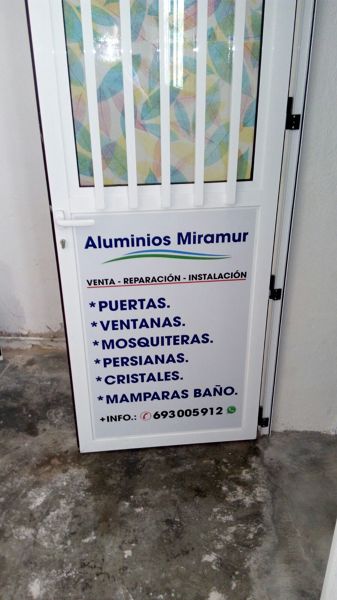 Aluminios Miramur
VENTA - REPARACIÓN - INSTALACIÓN
*PUERTAS.
*VENTANAS.
*MOSQUITERAS.
*PERSIANAS.
*CRISTALES.
*MAMPARAS BAÑO.
+INFO.: 693005912